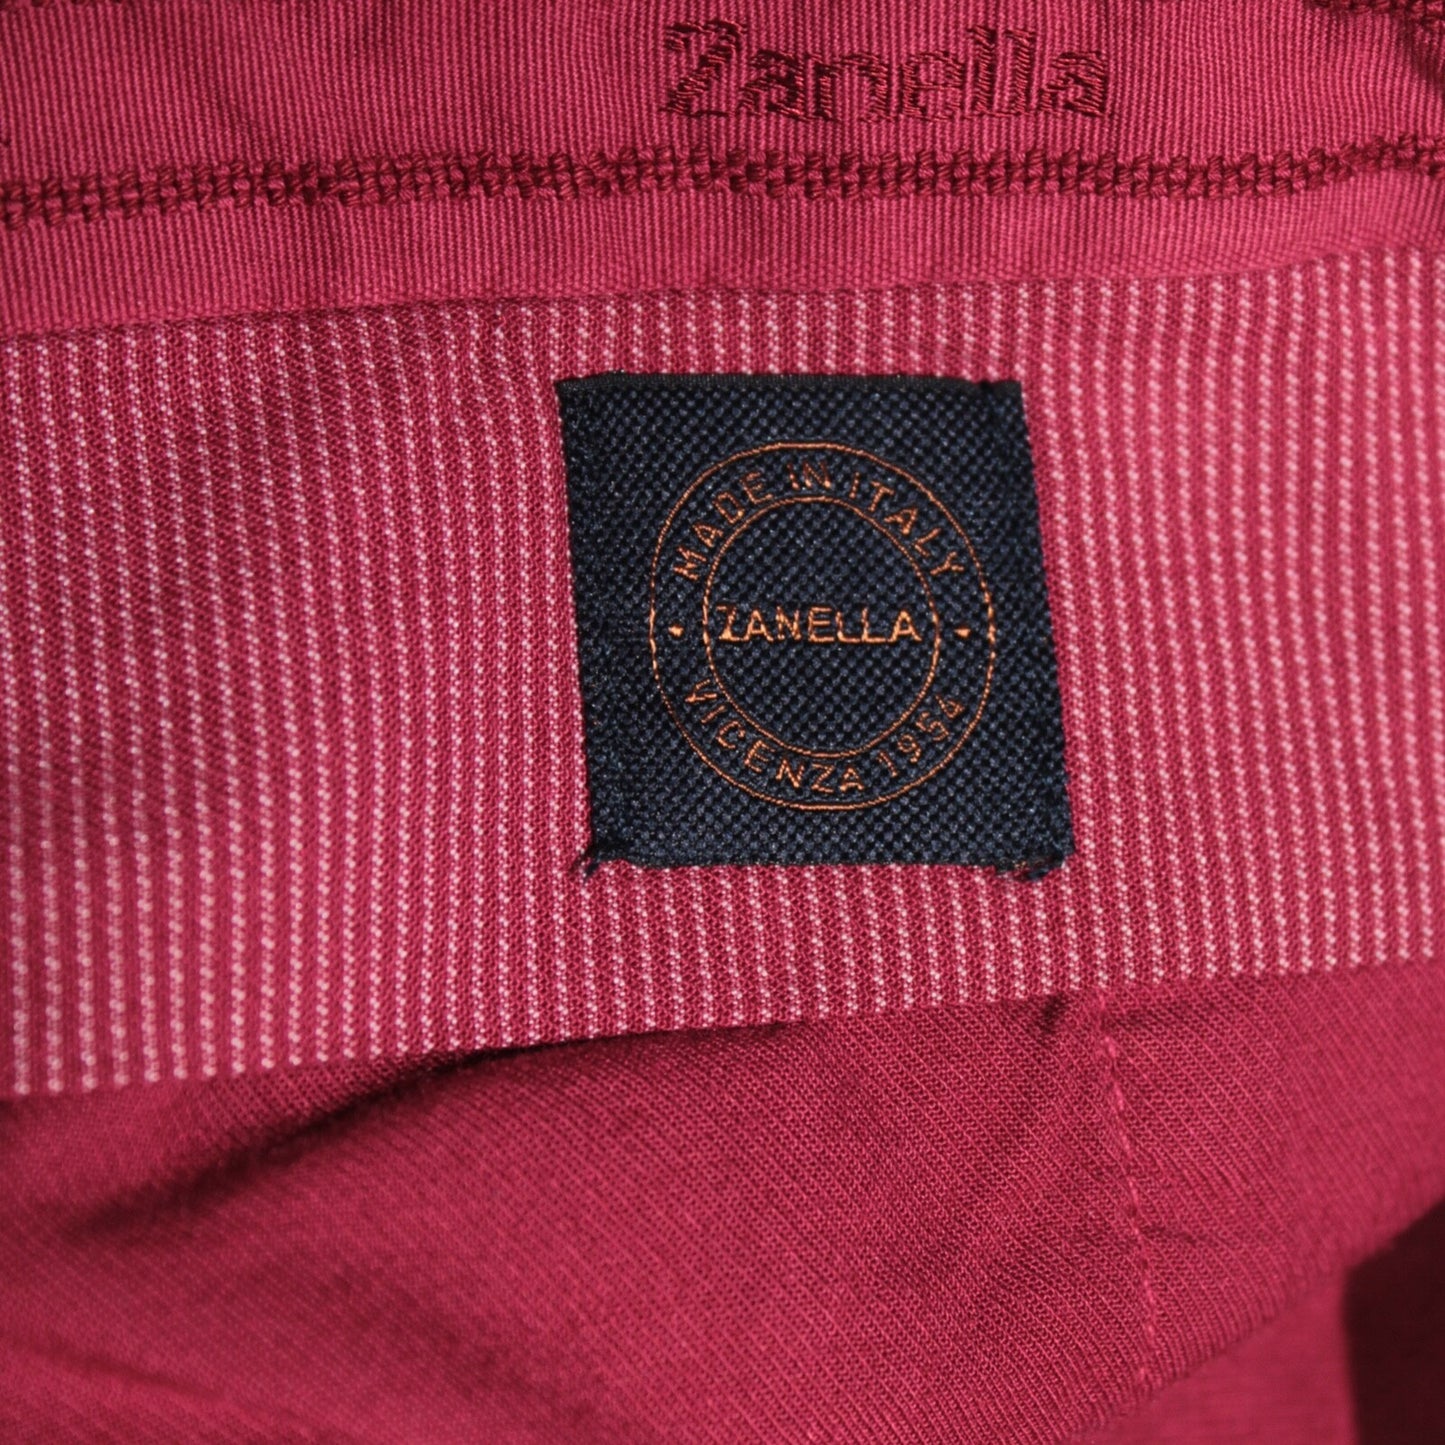 Zanella
MADE IN ITALY
ZANELLA
VICENZA 1954